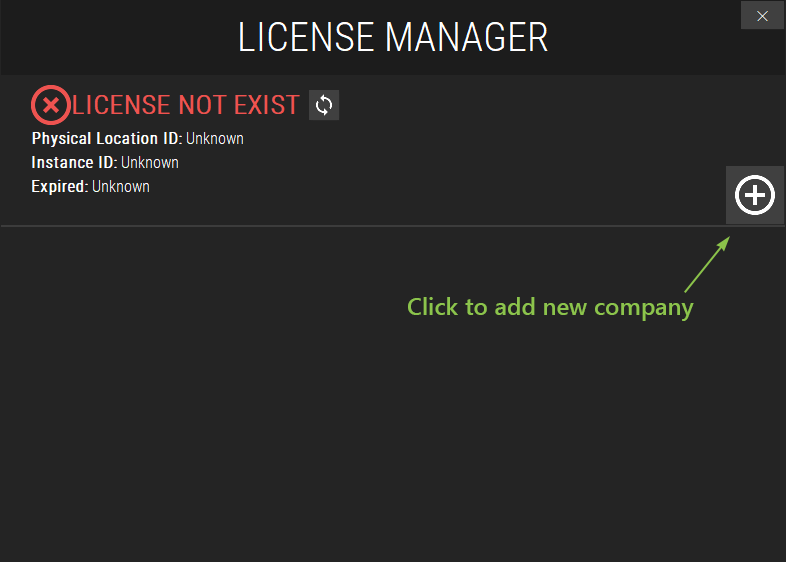 LICENSE MANAGER
LICENSE NOT EXIST
Physical Location ID: Unknown
Instance ID: Unknown
Expired: Unknown
Click to add new company